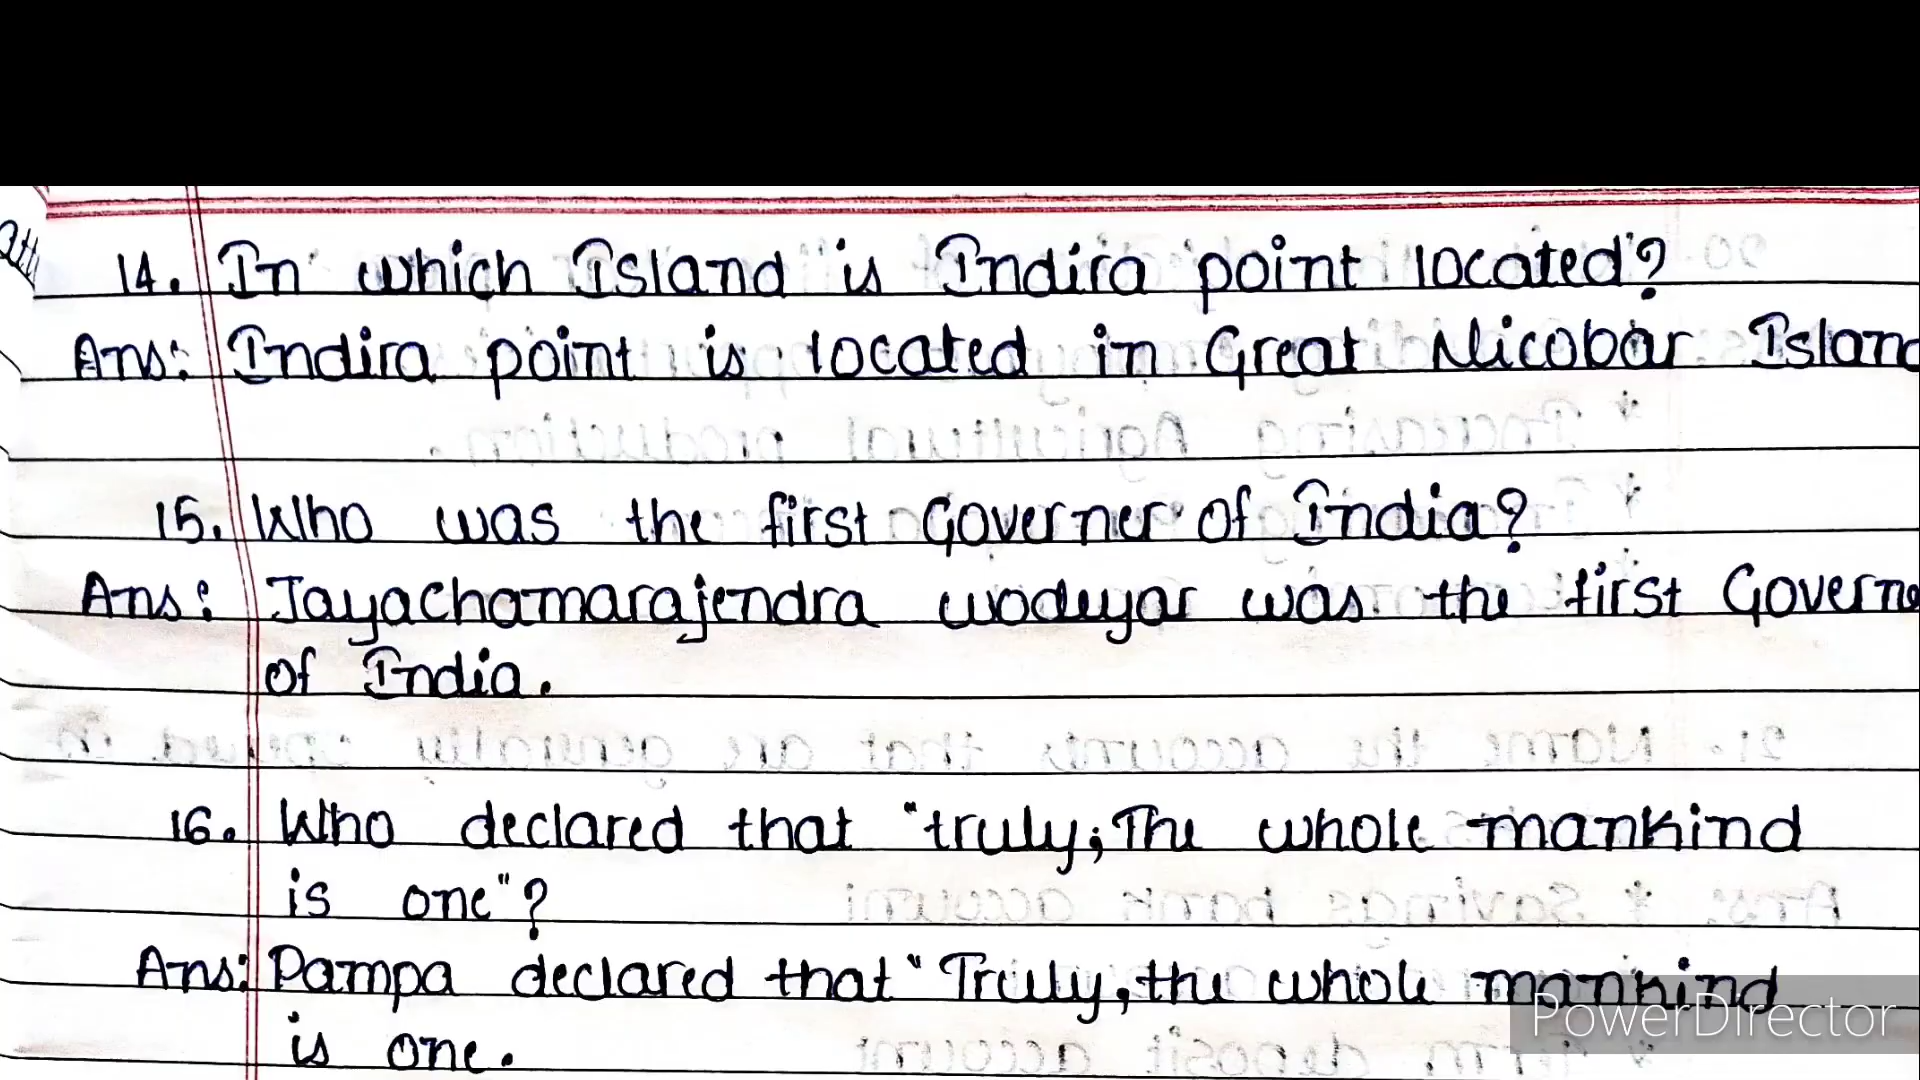 14. In which Island is Indira point located?
Ans: Indira point is located in Great Nicobar Island
15. Who was the first Governer of India?
Ans: Jayachamarajendra wodeyar was the first Governe
of India.
16. Who declared that "truly, The whole mankind
is one"?
Ans: Pampa declared that "Truly, the whole mankind
is one.
PowerDirector